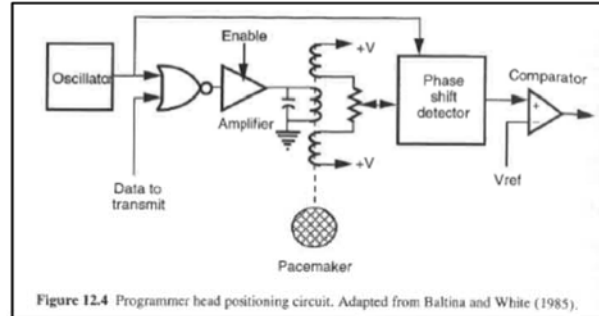 Enable
+V
Oscillator
Amplifier
Phase
shift
detector
Comparator
+
−
Data to
transmit
+V
Vref
Pacemaker
Figure 12.4 Programmer head positioning circuit. Adapted from Baltina and White (1985).